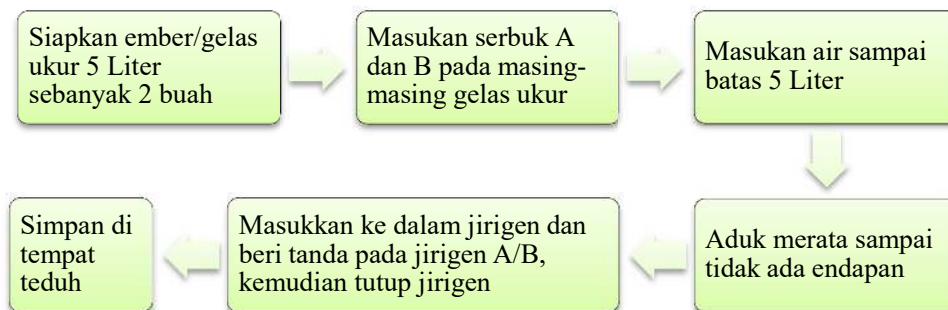 Siapkan ember/gelas
ukur 5 Liter
sebanyak 2 buah
Masukan serbuk A
dan B pada masing-
masing gelas ukur
Masukan air sampai
batas 5 Liter
Aduk merata sampai
tidak ada endapan
Masukkan ke dalam jirigen dan
beri tanda pada jirigen A/B,
kemudian tutup jirigen
Simpan di
tempat
teduh